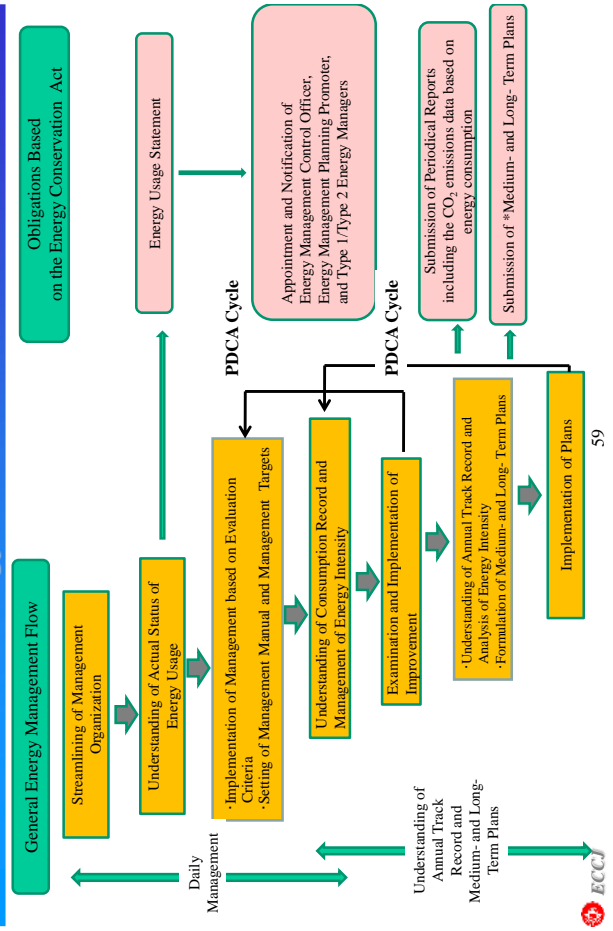 General Energy Management Flow
Obligations Based
on the Energy Conservation Act
Streamlining of Management
Organization
Understanding of Actual Status of
Energy Usage
Energy Usage Statement
・Implementation of Management based on Evaluation
Criteria
・Setting of Management Manual and Management Targets
PDCA Cycle
Appointment and Notification of
Energy Management Control Officer,
Energy Management Planning Promoter,
and Type 1/Type 2 Energy Managers
Understanding of Consumption Record and
Management of Energy Intensity
Examination and Implementation of
Improvement
PDCA Cycle
・Understanding of Annual Track Record and
Analysis of Energy Intensity
・Formulation of Medium- and Long- Term Plans
Submission of Periodical Reports
including the CO₂ emissions data based on
energy consumption
Submission of *Medium- and Long- Term Plans
Implementation of Plans
Daily
Management
Understanding of
Annual Track
Record and
Medium- and Long-
Term Plans
ECCJ
59